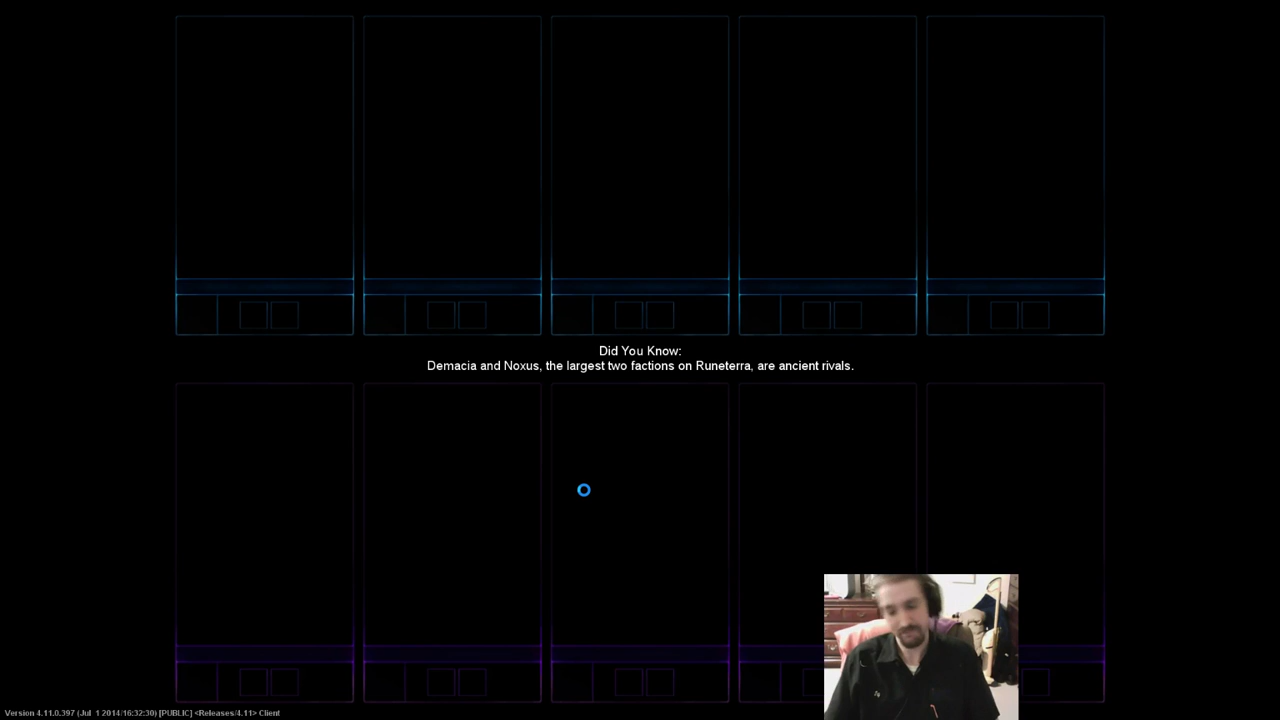 Did You Know:
Demacia and Noxus, the largest two factions on Runeterra, are ancient rivals.
Version 4.11.0.397 (Jul  1 2014/16:32:30) [PUBLIC] <Releases/4.11> Client